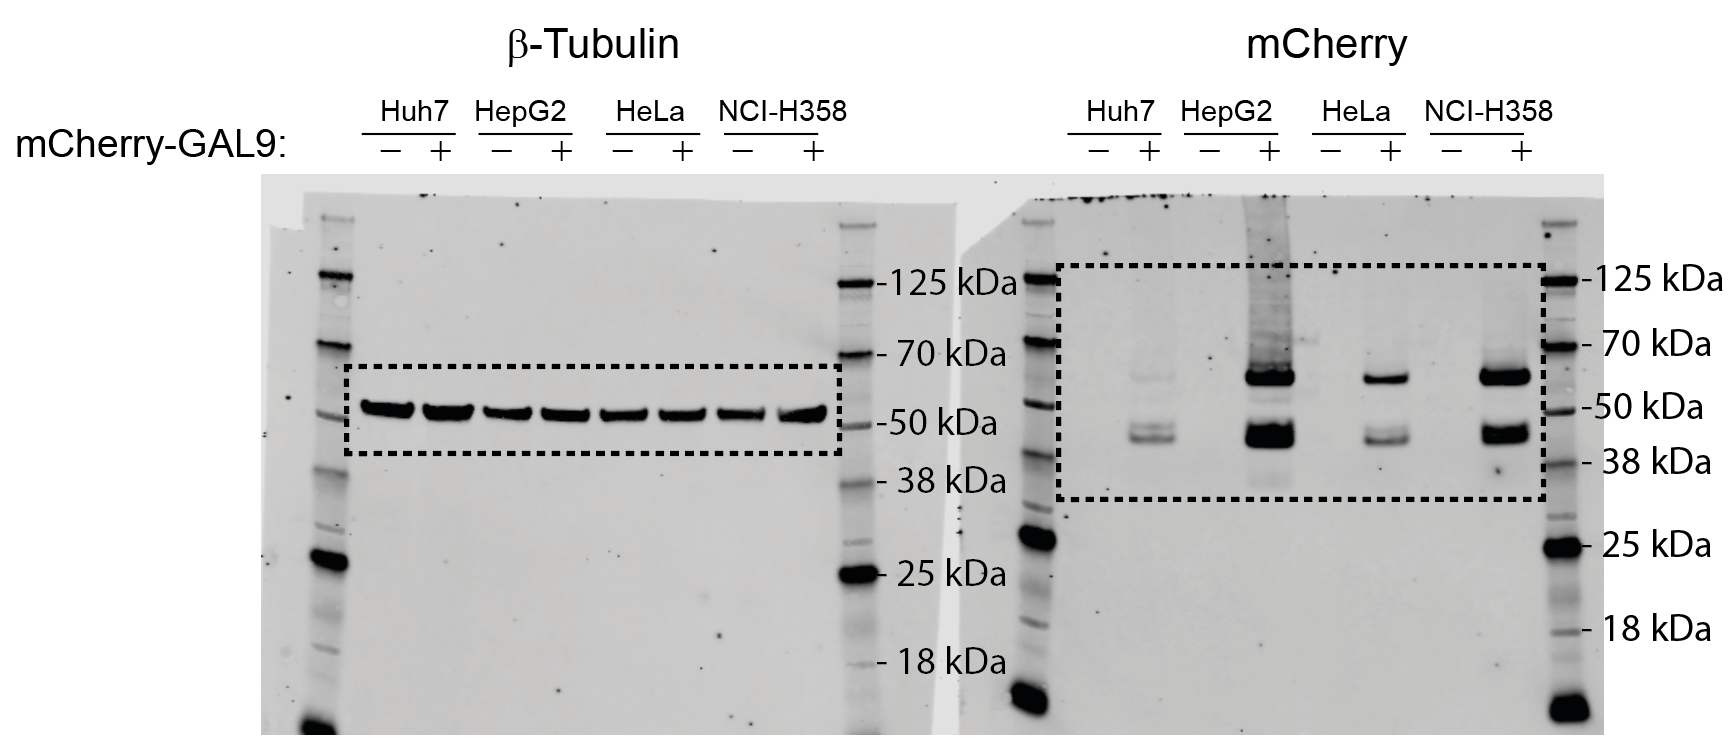 β-Tubulin
mCherry
Huh7 HepG2 HeLa NCI-H358
Huh7 HepG2 HeLa NCI-H358
mCherry-GAL9:
− + − + − + − +
− + − + − + − +
-125 kDa
- 70 kDa
-50 kDa
- 38 kDa
- 25 kDa
- 18 kDa
-125 kDa
- 70 kDa
-50 kDa
- 38 kDa
- 25 kDa
- 18 kDa